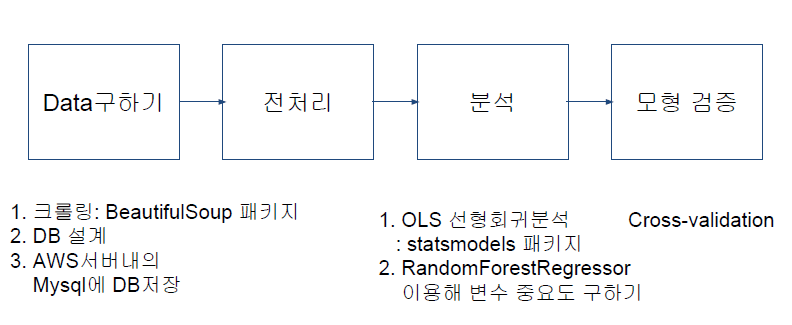 Data구하기
전처리
분석
모형 검증
1. 크롤링: BeautifulSoup 패키지
2. DB 설계
3. AWS서버내의
Mysql에 DB저장
1. OLS 선형회귀분석
: statsmodels 패키지
2. RandomForestRegressor
이용해 변수 중요도 구하기
Cross-validation